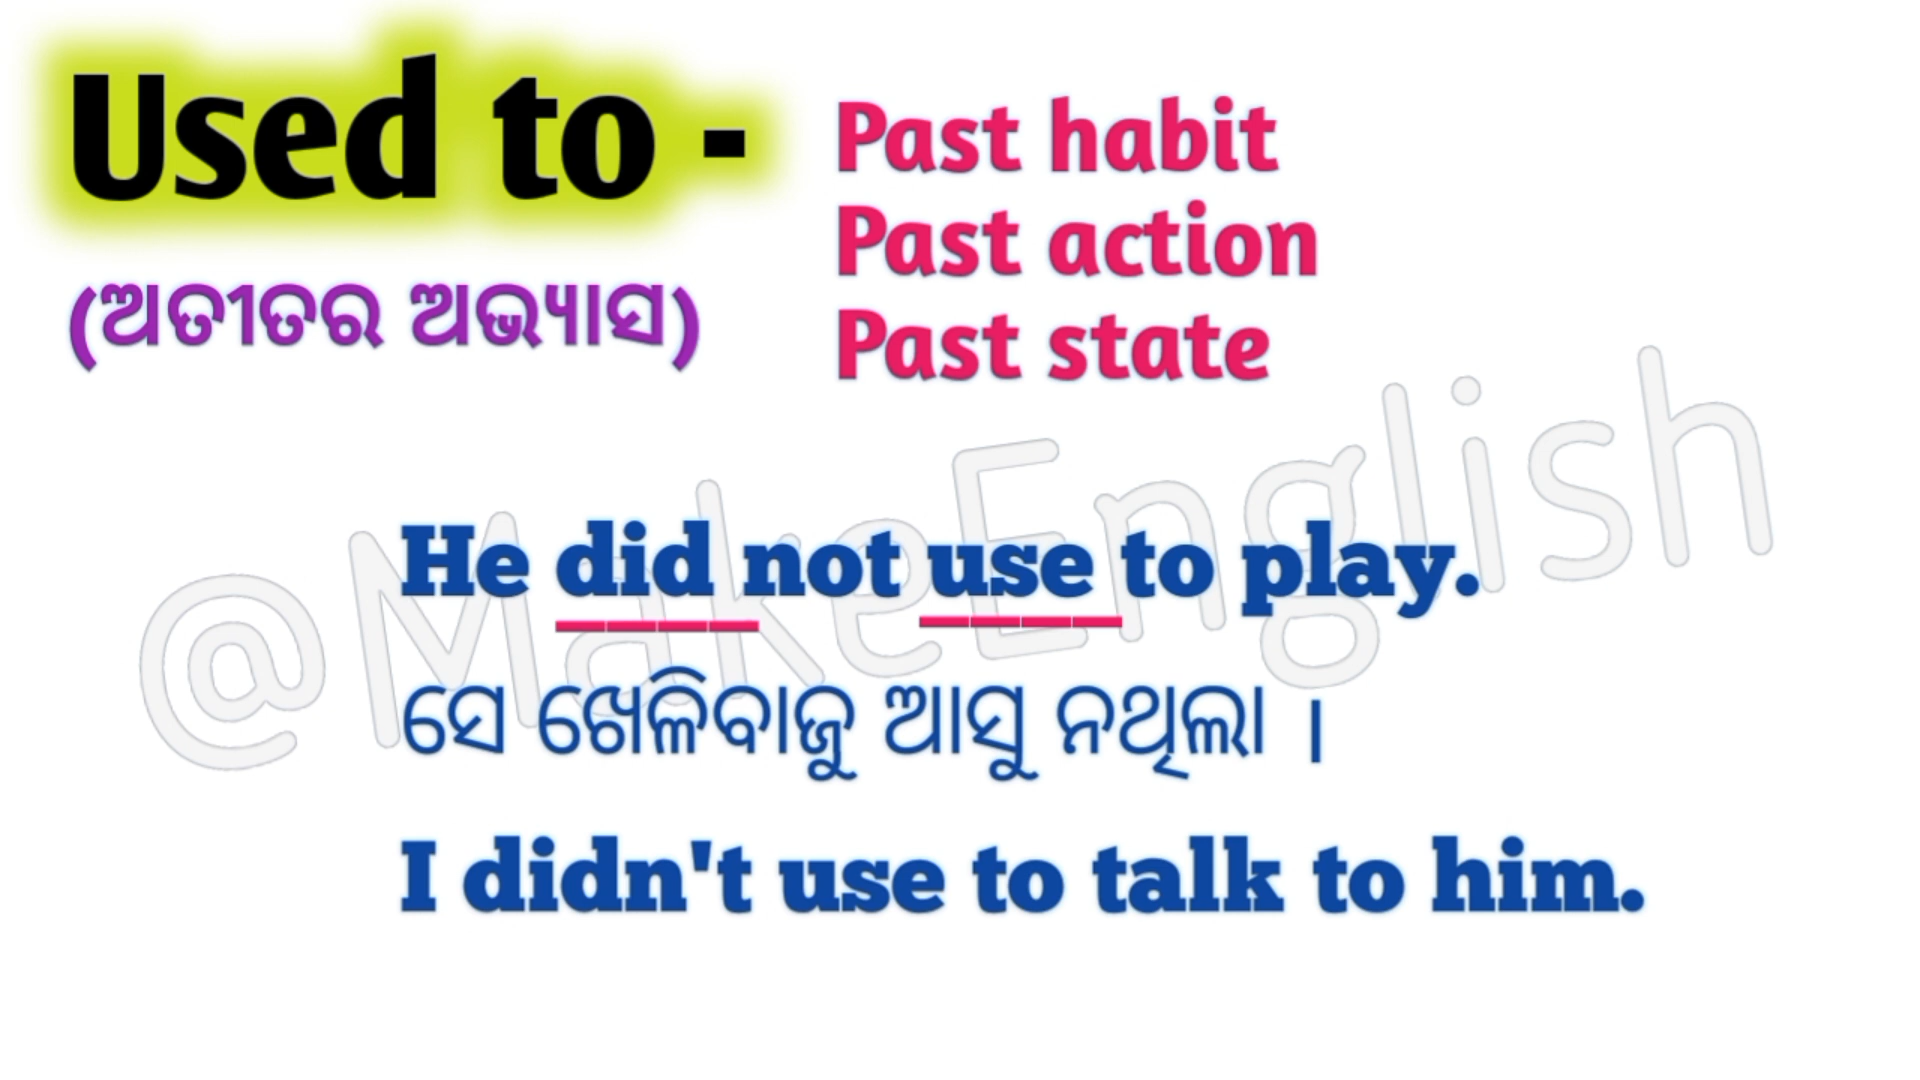 Used to -
(ଅତୀତର ଅଭ୍ୟାସ)
Past habit
Past action
Past state
@MakeEnglish
He did not use to play.
ସେ ଖେଳିବାକୁ ଆସୁ ନଥିଲା ।
I didn't use to talk to him.